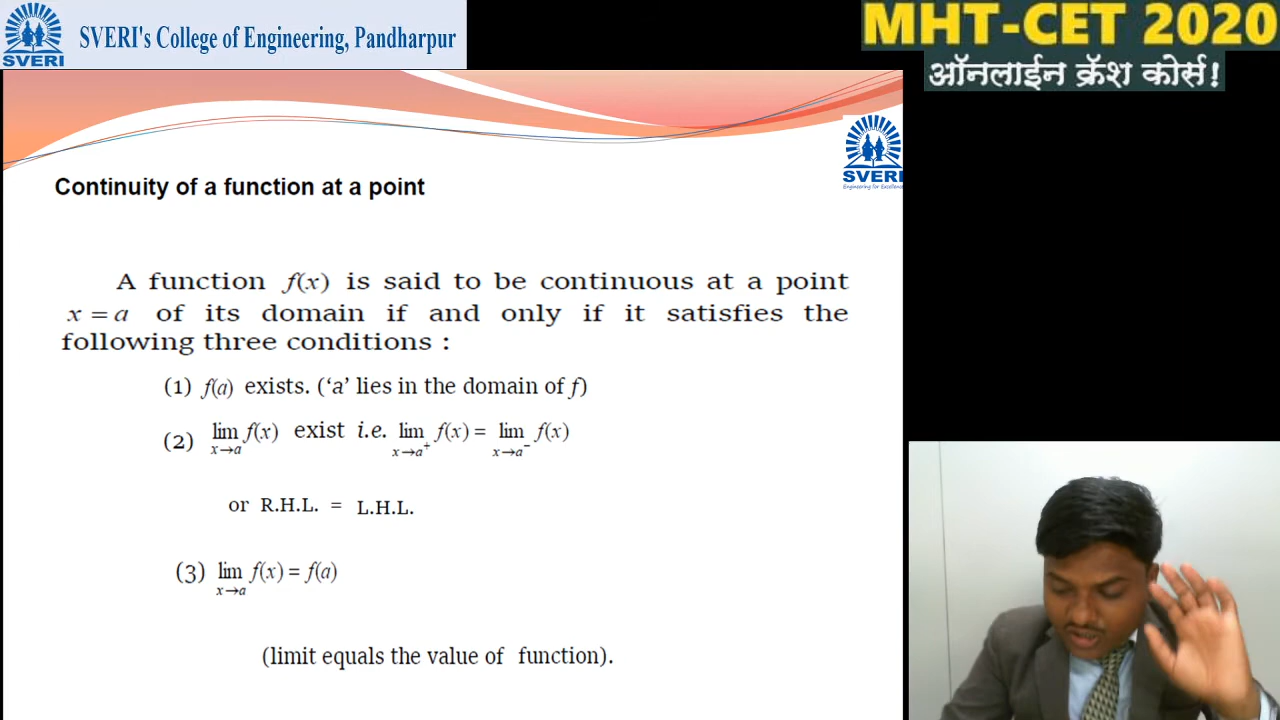 SVERI
SVERI's College of Engineering, Pandharpur
MHT-CET 2020
ऑनलाईन क्रॅश कोर्स!
SVERI
Engineering for Excellence
Continuity of a function at a point
A function f(x) is said to be continuous at a point
x = a of its domain if and only if it satisfies the
following three conditions :
(1) f(a) exists. (‘a’ lies in the domain of f)
(2) lim x→a f(x) exist i.e. lim x→a⁺ f(x) = lim x→a⁻ f(x)
or R.H.L. = L.H.L.
(3) lim x→a f(x) = f(a)
(limit equals the value of function).